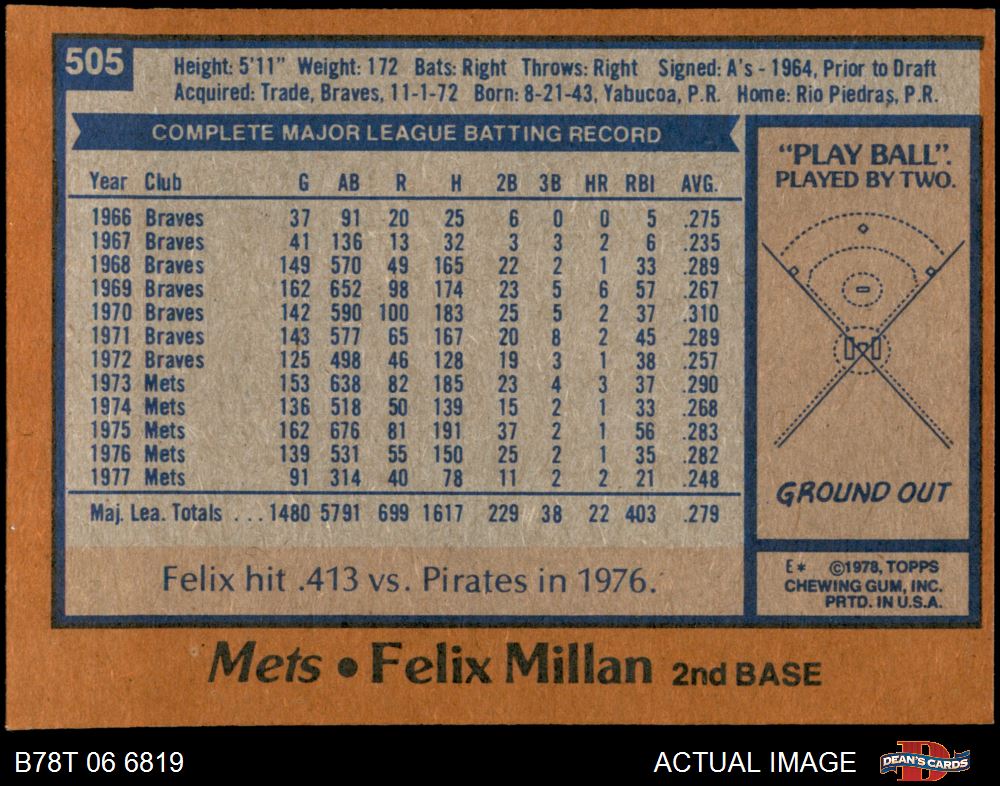 505
Height: 5'11" Weight: 172 Bats: Right Throws: Right Signed: A's - 1964, Prior to Draft
Acquired: Trade, Braves, 11-1-72 Born: 8-21-43, Yabucoa, P.R. Home: Rio Piedras, P.R.
COMPLETE MAJOR LEAGUE BATTING RECORD
Year Club G AB R H 2B 3B HR RBI AVG.
1966 Braves 37 91 20 25 6 0 0 5 .275
1967 Braves 41 136 13 32 3 3 2 6 .235
1968 Braves 149 570 49 165 22 2 1 33 .289
1969 Braves 162 652 98 174 23 5 6 57 .267
1970 Braves 142 590 100 183 25 5 2 37 .310
1971 Braves 143 577 65 167 20 8 2 45 .289
1972 Braves 125 498 46 128 19 3 1 38 .257
1973 Mets 153 638 82 185 23 4 3 37 .290
1974 Mets 136 518 50 139 15 2 1 33 .268
1975 Mets 162 676 81 191 37 2 1 56 .283
1976 Mets 139 531 55 150 25 2 1 35 .282
1977 Mets 91 314 40 78 11 2 2 21 .248
Maj. Lea. Totals ... 1480 5791 699 1617 229 38 22 403 .279
Felix hit .413 vs. Pirates in 1976.
"PLAY BALL".
PLAYED BY TWO.
GROUND OUT
E* ©1978, TOPPS
CHEWING GUM, INC.
PRTD. IN U.S.A.
Mets • Felix Millan 2nd BASE
B78T 06 6819 ACTUAL IMAGE DEAN'S CARDS